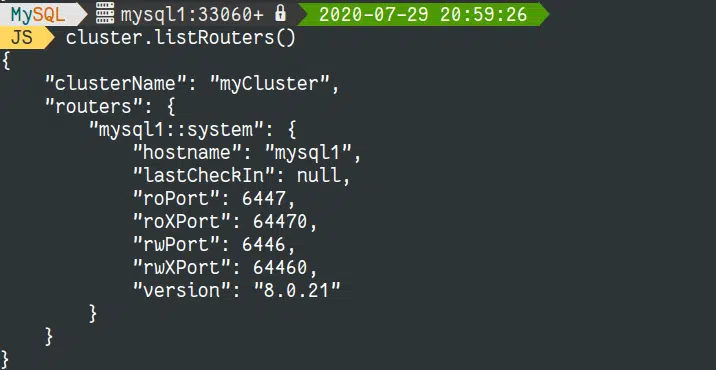 MySQL mysql1:33060+ 2020-07-29 20:59:26
JS cluster.listRouters()
{
    "clusterName": "myCluster",
    "routers": {
        "mysql1::system": {
            "hostname": "mysql1",
            "lastCheckIn": null,
            "roPort": 6447,
            "roXPort": 64470,
            "rwPort": 6446,
            "rwXPort": 64460,
            "version": "8.0.21"
        }
    }
}